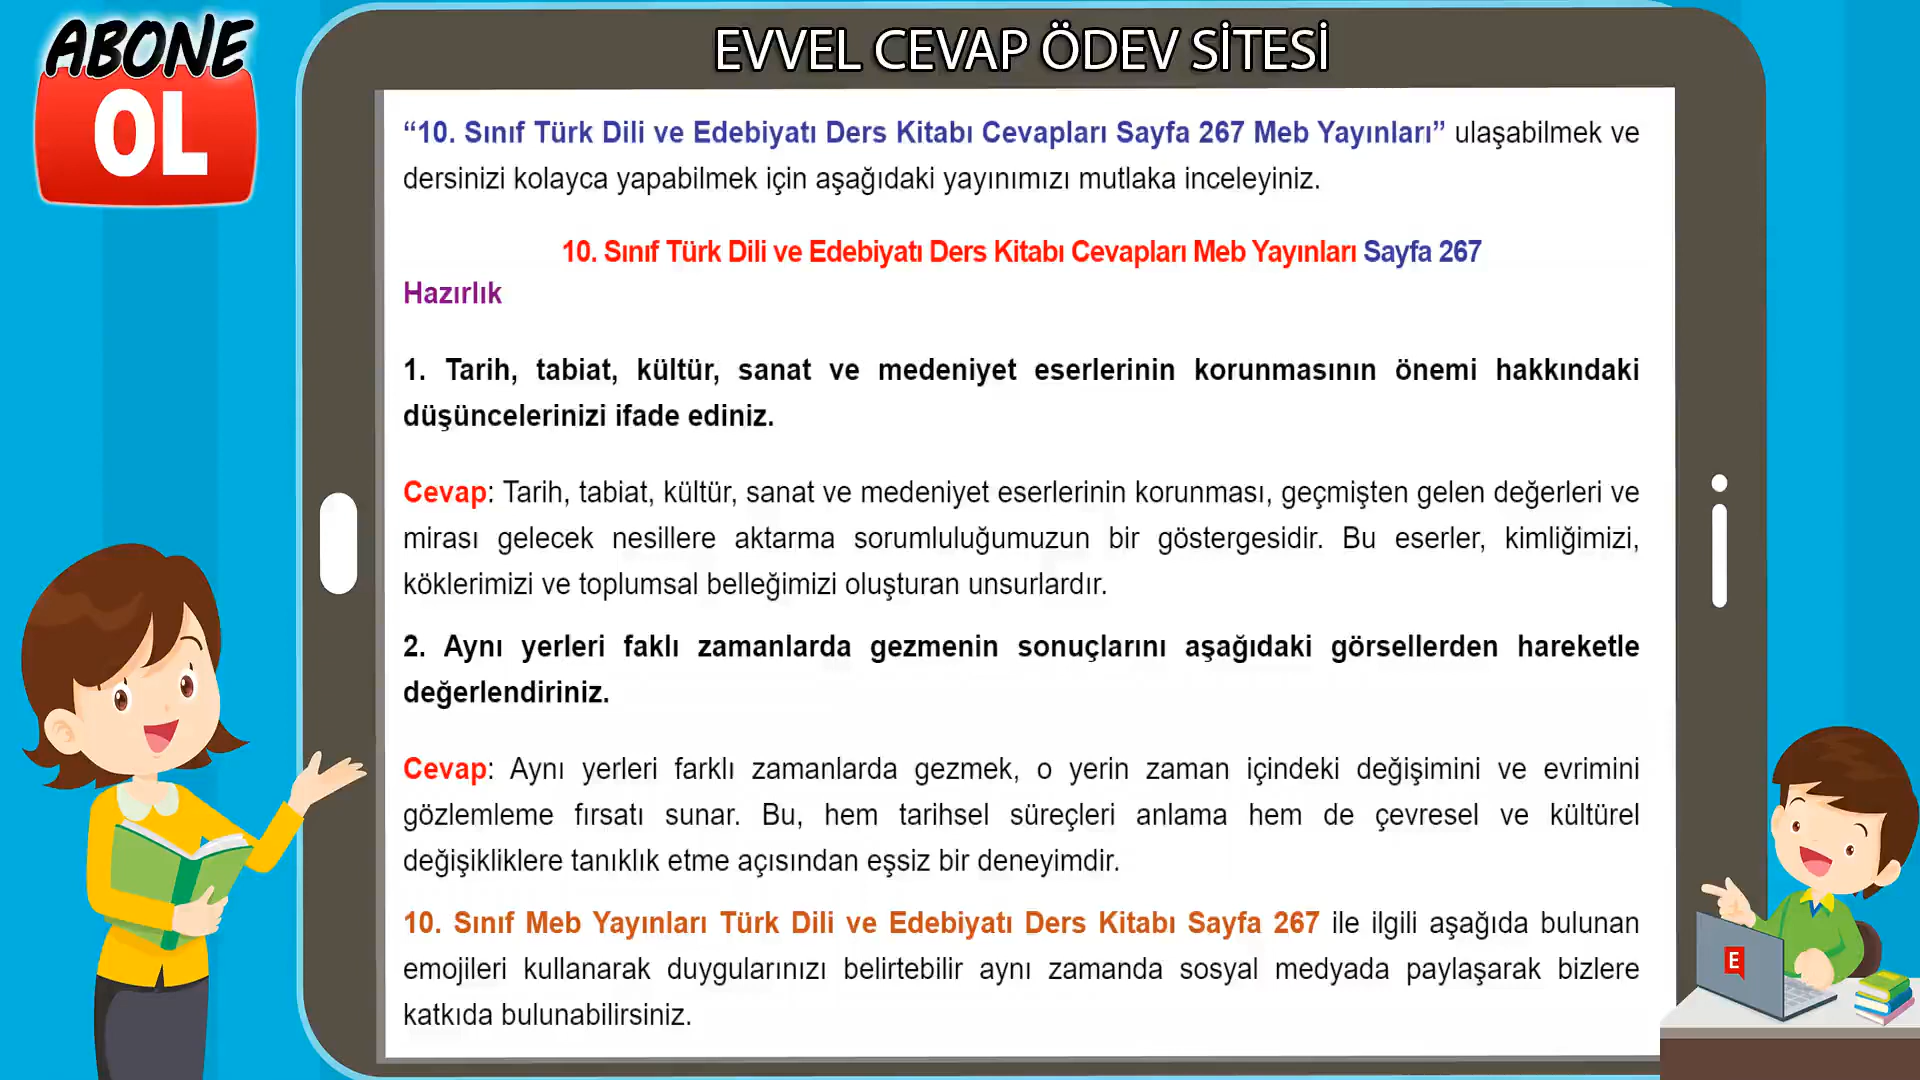 ABONE
OL
EVVEL CEVAP ÖDEV SİTESİ
“10. Sınıf Türk Dili ve Edebiyatı Ders Kitabı Cevapları Sayfa 267 Meb Yayınları” ulaşabilmek ve
dersinizi kolayca yapabilmek için aşağıdaki yayınımızı mutlaka inceleyiniz.
10. Sınıf Türk Dili ve Edebiyatı Ders Kitabı Cevapları Meb Yayınları Sayfa 267
Hazırlık
1. Tarih, tabiat, kültür, sanat ve medeniyet eserlerinin korunmasının önemi hakkındaki
düşüncelerinizi ifade ediniz.
Cevap: Tarih, tabiat, kültür, sanat ve medeniyet eserlerinin korunması, geçmişten gelen değerleri ve
mirası gelecek nesillere aktarma sorumluluğumuzun bir göstergesidir. Bu eserler, kimliğimizi,
köklerimizi ve toplumsal belleğimizi oluşturan unsurlardır.
2. Aynı yerleri faklı zamanlarda gezmenin sonuçlarını aşağıdaki görsellerden hareketle
değerlendiriniz.
Cevap: Aynı yerleri farklı zamanlarda gezmek, o yerin zaman içindeki değişimini ve evrimini
gözlemleme fırsatı sunar. Bu, hem tarihsel süreçleri anlama hem de çevresel ve kültürel
değişikliklere tanıklık etme açısından eşsiz bir deneyimdir.
10. Sınıf Meb Yayınları Türk Dili ve Edebiyatı Ders Kitabı Sayfa 267 ile ilgili aşağıda bulunan
emojileri kullanarak duygularınızı belirtebilir aynı zamanda sosyal medyada paylaşarak bizlere
katkıda bulunabilirsiniz.
E